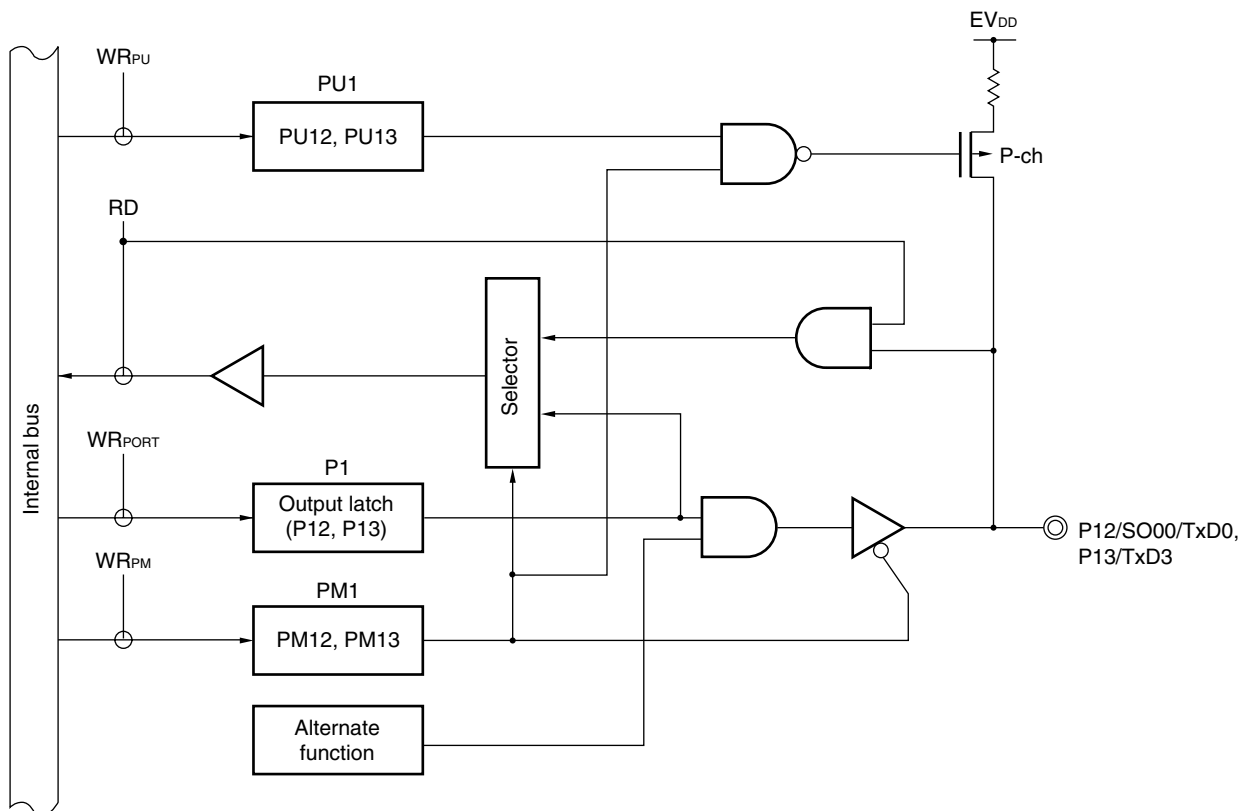 EVDD
WRPU
PU1
PU12, PU13
P-ch
RD
Selector
Internal bus
WRPORT
P1
Output latch
(P12, P13)
P12/SO00/TxD0,
P13/TxD3
WRPM
PM1
PM12, PM13
Alternate
function